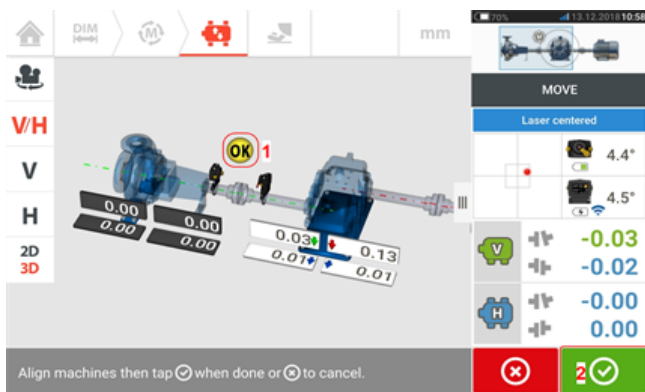 DIM
M
mm
70%
13.12.2018 10:58
V/H
V
H
2D
3D
OK 1
0.00
0.00
0.00
0.00
0.03
0.13
0.01
0.01
M
MOVE
Laser centered
4.4°
4.5°
V
-0.03
-0.02
H
-0.00
0.00
Align machines then tap when done or to cancel.
2